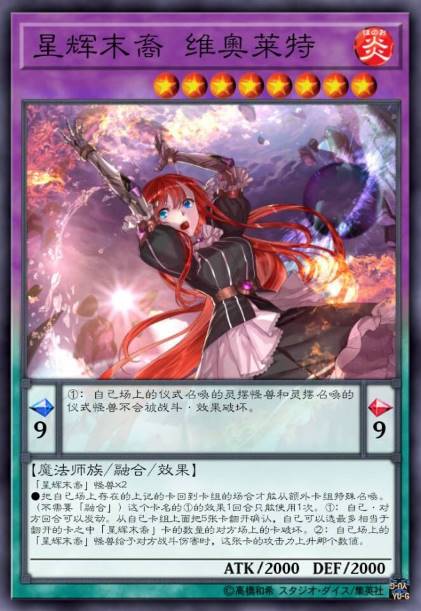 星辉末裔 维奥莱特
ほのお
炎
①：自己场上的仪式召唤的灵摆怪兽和灵摆召唤的
仪式怪兽不会被战斗·效果破坏。
9
9
【魔法师族/融合/效果】
「星辉末裔」怪兽×2
●把自己场上存在的上记的卡回到卡组的场合才能从额外卡组特殊召唤。
（不需要「融合」）这个卡名的①的效果1回合只能使用1次。①：自己·对
方回合可以发动。从自己卡组上面把5张卡翻开确认，自己可以选最多相当于
翻开的卡之中「星辉末裔」卡的数量的对方场上的卡破坏。②：自己场上的
「星辉末裔」怪兽给予对方战斗伤害时，这张卡的攻击力上升那个数值。
ATK/2000 DEF/2000
©高橋和希 スタジオ・ダイス/集英社
YU-G